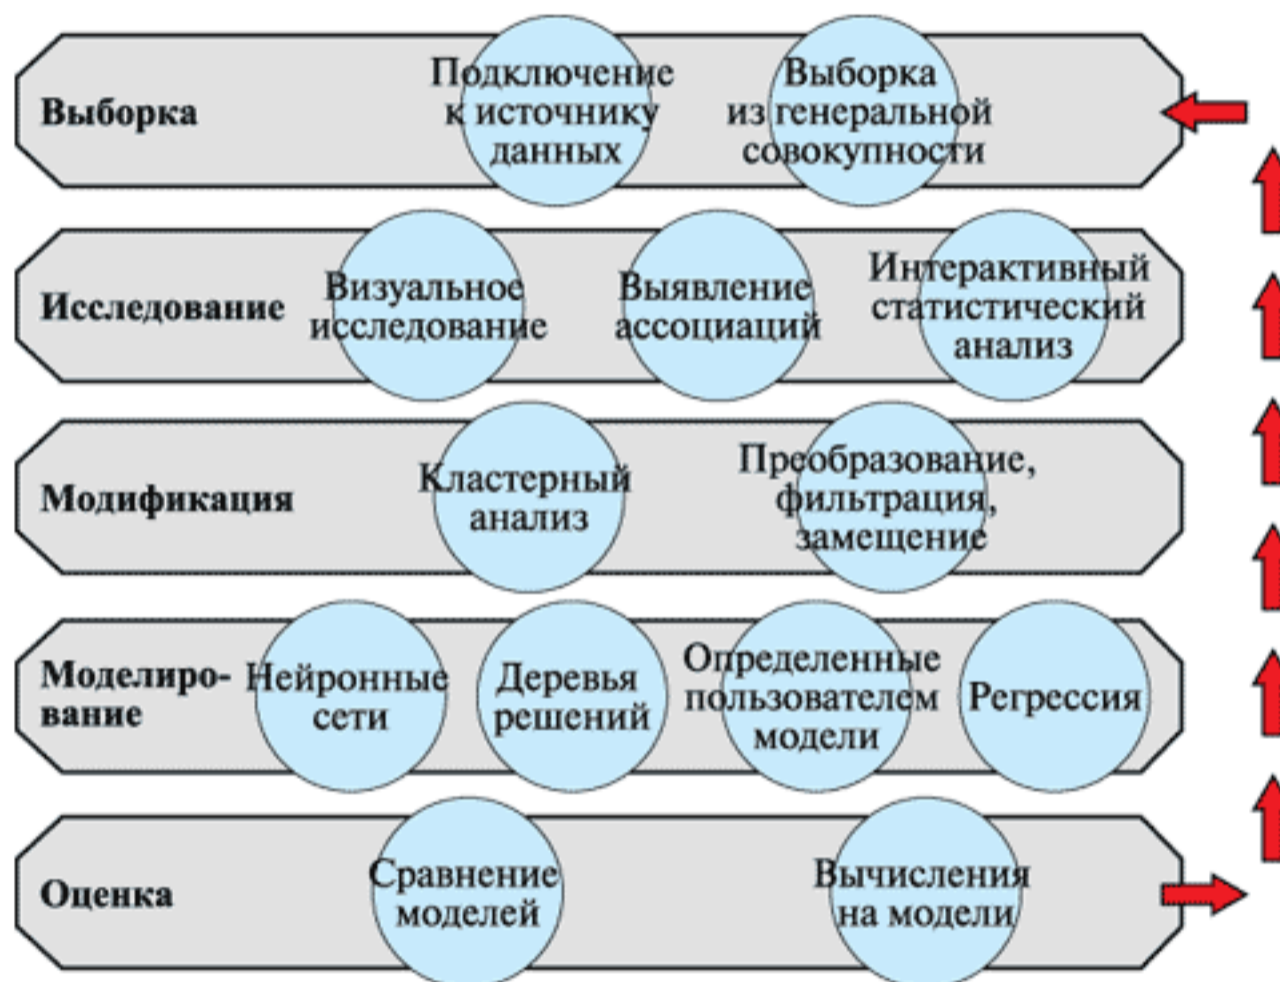 Выборка
Подключение
к источнику
данных
Выборка
из генеральной
совокупности
Исследование
Визуальное
исследование
Выявление
ассоциаций
Интерактивный
статистический
анализ
Модификация
Кластерный
анализ
Преобразование,
фильтрация,
замещение
Моделиро-
вание
Нейронные
сети
Деревья
решений
Определенные
пользователем
модели
Регрессия
Оценка
Сравнение
моделей
Вычисления
на модели